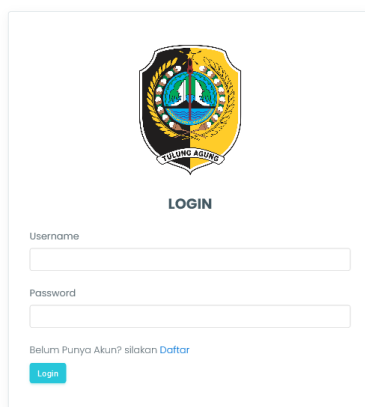 TULUNG AGUNG
LOGIN
Username
Password
Belum Punya Akun? silakan Daftar
Login